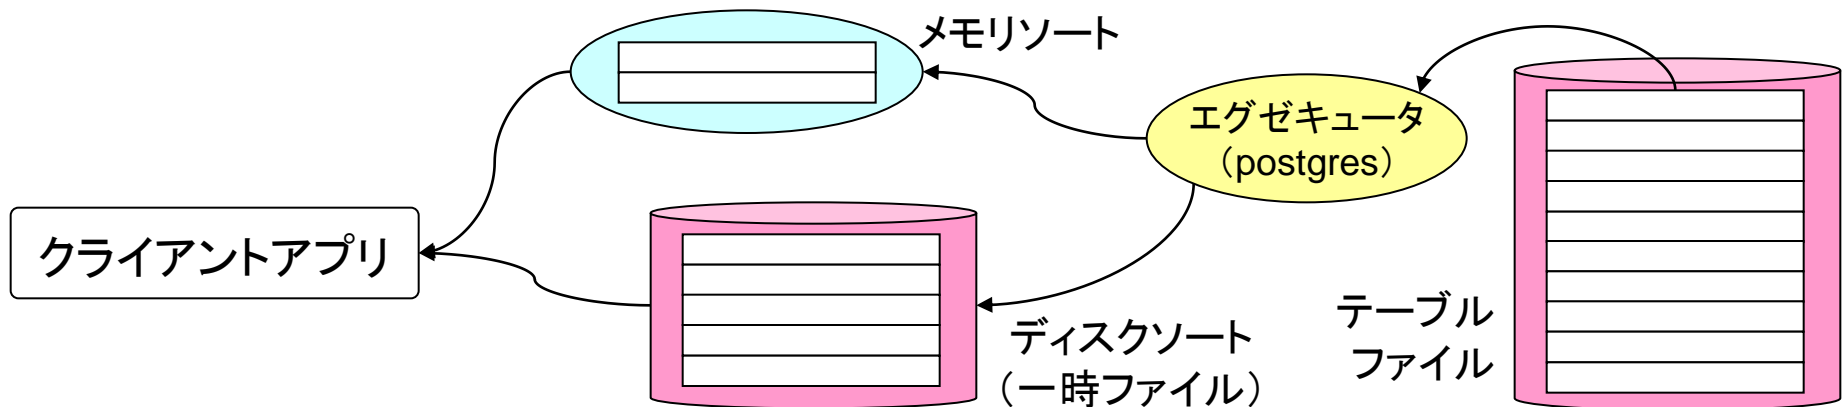 メモリソート
エグゼキュータ
（postgres）
クライアントアプリ
ディスクソート
（一時ファイル）
テーブル
ファイル